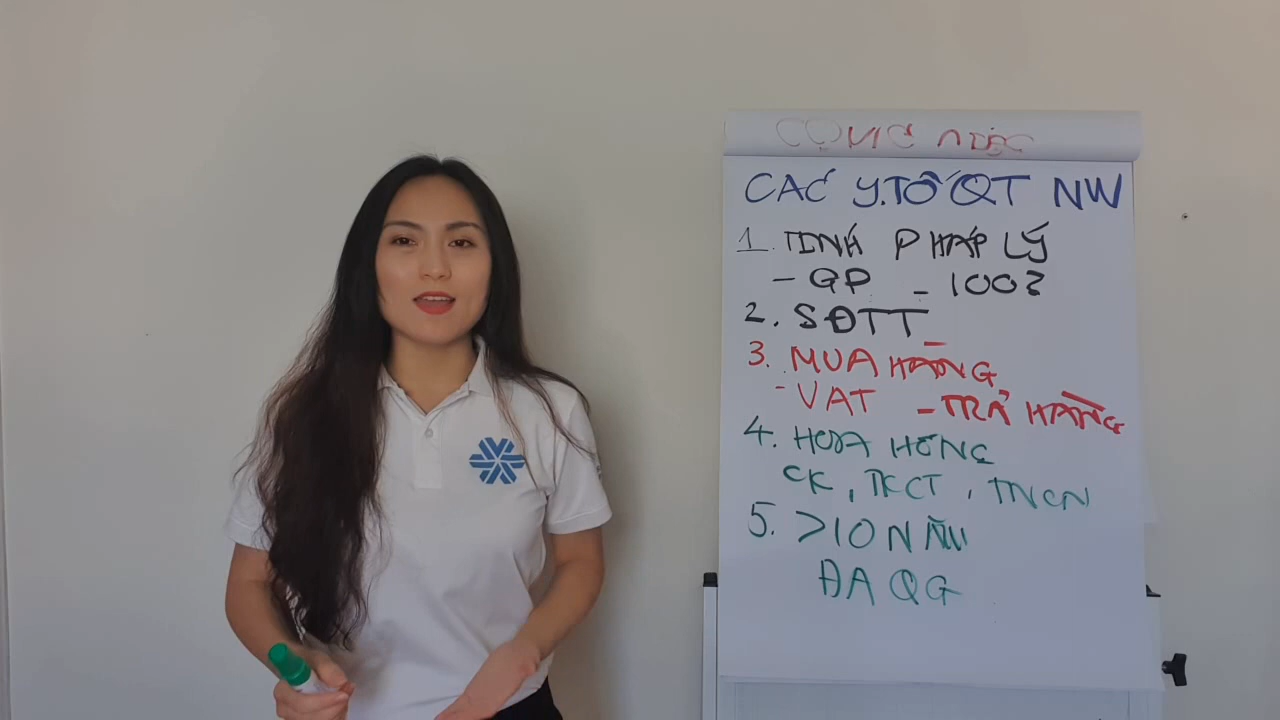 CÁC Y.TỐ QT NW
1. TÍNH PHÁP LÝ
- GP - 100%
2. SĐTT
3. MUA HÀNG
- VAT - TRẢ HÀNG
4. HOA HỒNG
CK, TKCT, TNCN
5. >10 NĂM
ĐA QG